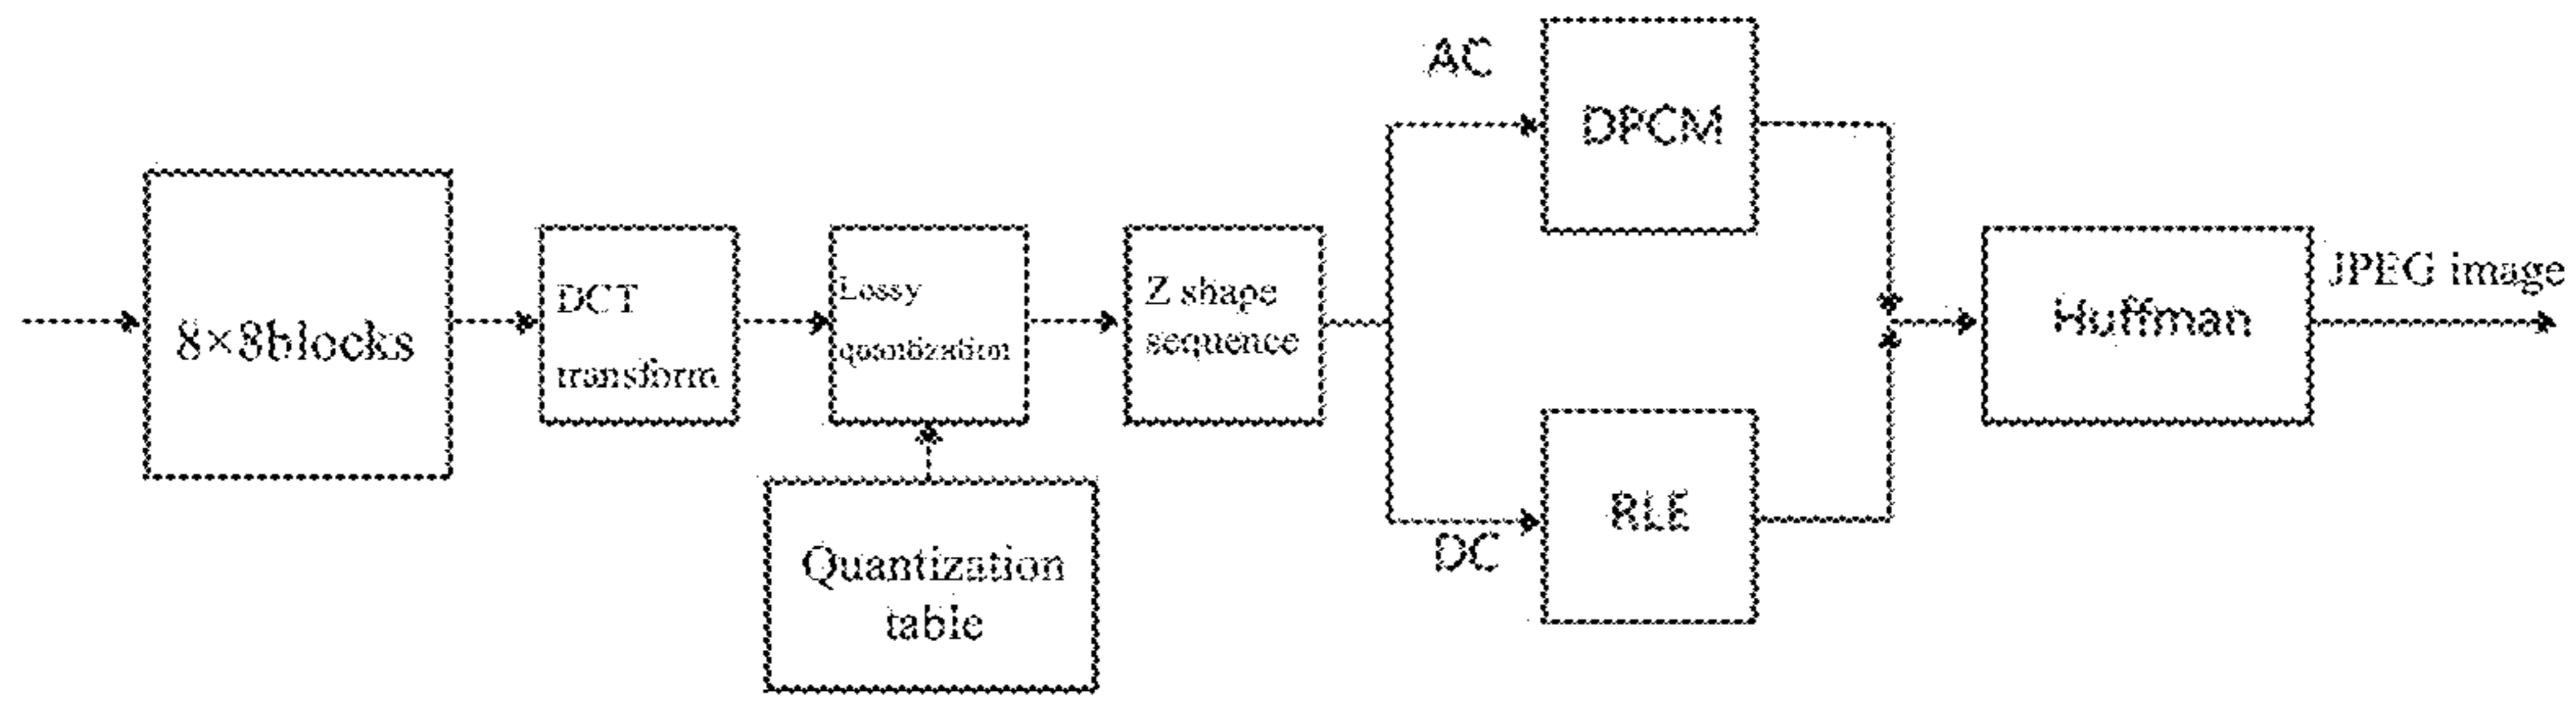 8×8blocks
DCT
transform
Lossy
quantization
Quantization
table
Z shape
sequence
AC
DPCM
DC
RLE
Huffman
JPEG image